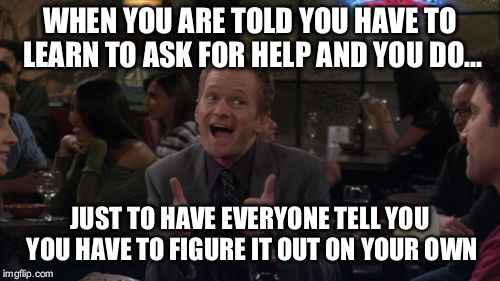 WHEN YOU ARE TOLD YOU HAVE TO
LEARN TO ASK FOR HELP AND YOU DO...
JUST TO HAVE EVERYONE TELL YOU
YOU HAVE TO FIGURE IT OUT ON YOUR OWN
imgflip.com